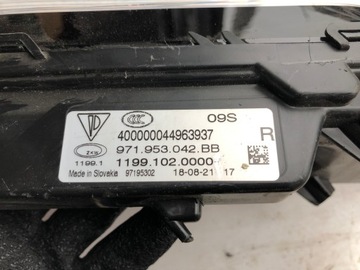 09S
400000044963937
R
971.953.042.BB
ZKW
1199.1
1199.102.0000
Made in Slovakia 97195302 18-08-21 17